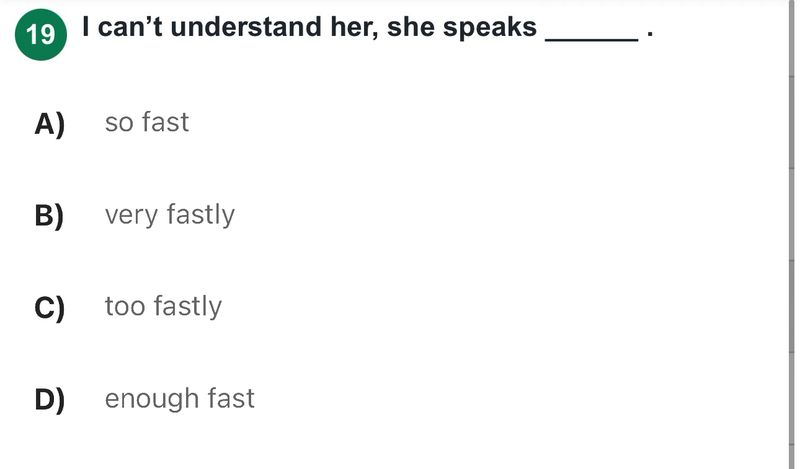 19 I can’t understand her, she speaks ______ .
A) so fast
B) very fastly
C) too fastly
D) enough fast